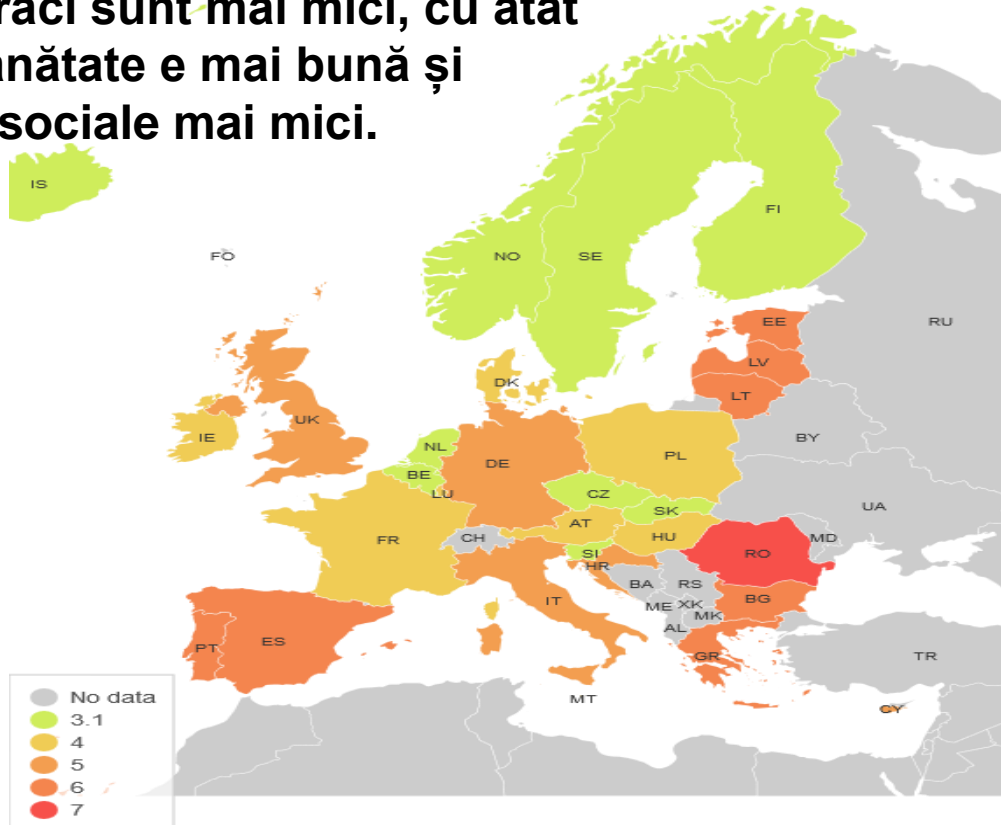 raci sunt mai mici, cu atât
anătate e mai bună și
sociale mai mici.
IS
FO
NO
SE
FI
RU
EE
LV
LT
DK
IE
UK
NL
BE
LU
DE
PL
BY
UA
CZ
SK
AT
HU
MD
FR
CH
SI
HR
RO
BA
RS
IT
ME
XK
MK
BG
AL
PT
ES
GR
TR
MT
CY
No data
3.1
4
5
6
7